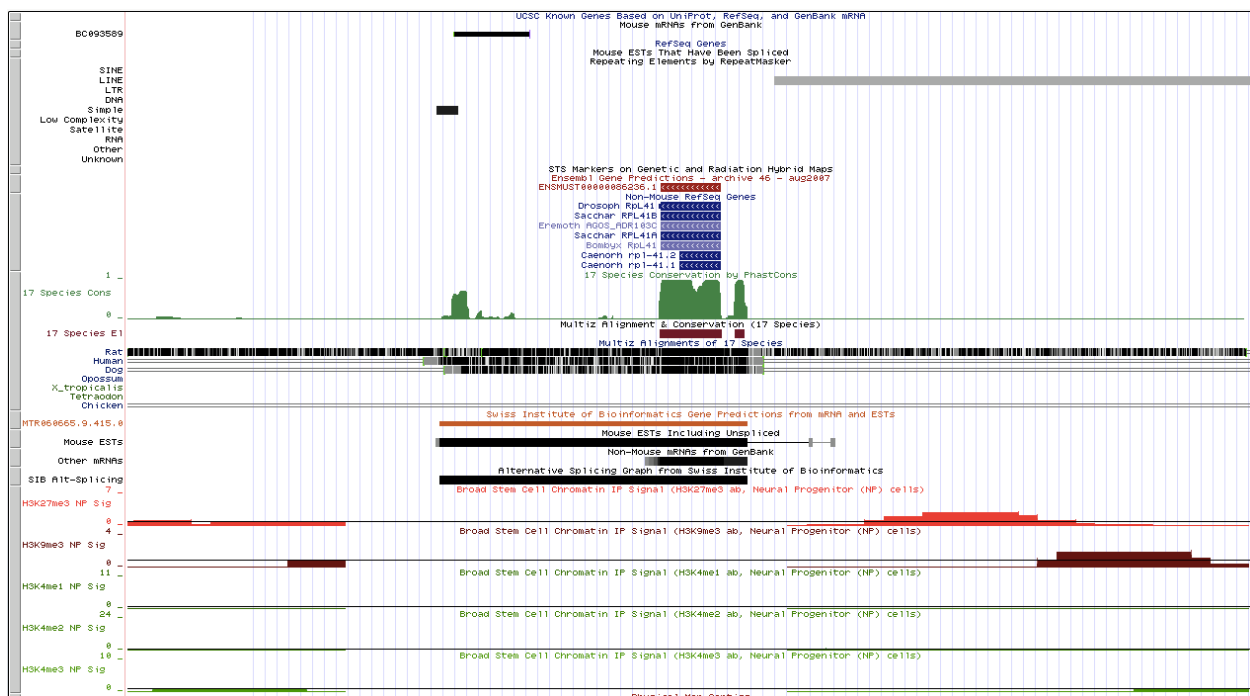 UCSC Known Genes Based on UniProt, RefSeq, and GenBank mRNA
Mouse mRNAs from GenBank
BC093589
RefSeq Genes
Mouse ESTs That Have Been Spliced
Repeating Elements by RepeatMasker
SINE
LINE
LTR
DNA
Simple
Low Complexity
Satellite
RNA
Other
Unknown
STS Markers on Genetic and Radiation Hybrid Maps
Ensembl Gene Predictions - archive 46 - aug2007
ENSMUST00000086236.1
Non-Mouse RefSeq Genes
Drosoph RpL41
Sacchar RPL41B
Eremoth AGOS_ADR103C
Sacchar RPL41A
Bombyx RpL41
Caenorh rpl-41.2
Caenorh rpl-41.1
17 Species Conservation by PhastCons
1 _
17 Species Cons
0 _
Multiz Alignment & Conservation (17 Species)
17 Species El
Multiz Alignments of 17 Species
Rat
Human
Dog
Opossum
X_tropicalis
Tetraodon
Chicken
Swiss Institute of Bioinformatics Gene Predictions from mRNA and ESTs
MTR060665.9.415.0
Mouse ESTs Including Unspliced
Mouse ESTs
Non-Mouse mRNAs from GenBank
Other mRNAs
Alternative Splicing Graph from Swiss Institute of Bioinformatics
SIB Alt-Splicing
Broad Stem Cell Chromatin IP Signal (H3K27me3 ab, Neural Progenitor (NP) cells)
7 _
H3K27me3 NP Sig
0 _
Broad Stem Cell Chromatin IP Signal (H3K9me3 ab, Neural Progenitor (NP) cells)
4 _
H3K9me3 NP Sig
0 _
Broad Stem Cell Chromatin IP Signal (H3K4me1 ab, Neural Progenitor (NP) cells)
11 _
H3K4me1 NP Sig
0 _
Broad Stem Cell Chromatin IP Signal (H3K4me2 ab, Neural Progenitor (NP) cells)
24 _
H3K4me2 NP Sig
0 _
Broad Stem Cell Chromatin IP Signal (H3K4me3 ab, Neural Progenitor (NP) cells)
10 _
H3K4me3 NP Sig
0 _